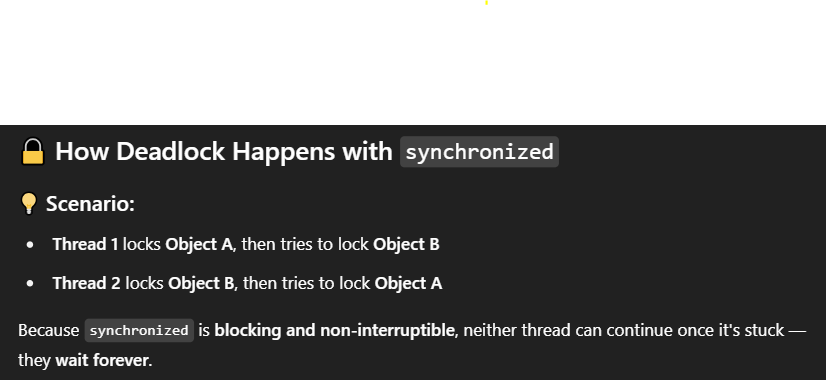 🔒 How Deadlock Happens with synchronized
💡 Scenario:
• Thread 1 locks Object A, then tries to lock Object B
• Thread 2 locks Object B, then tries to lock Object A
Because synchronized is blocking and non-interruptible, neither thread can continue once it's stuck —
they wait forever.